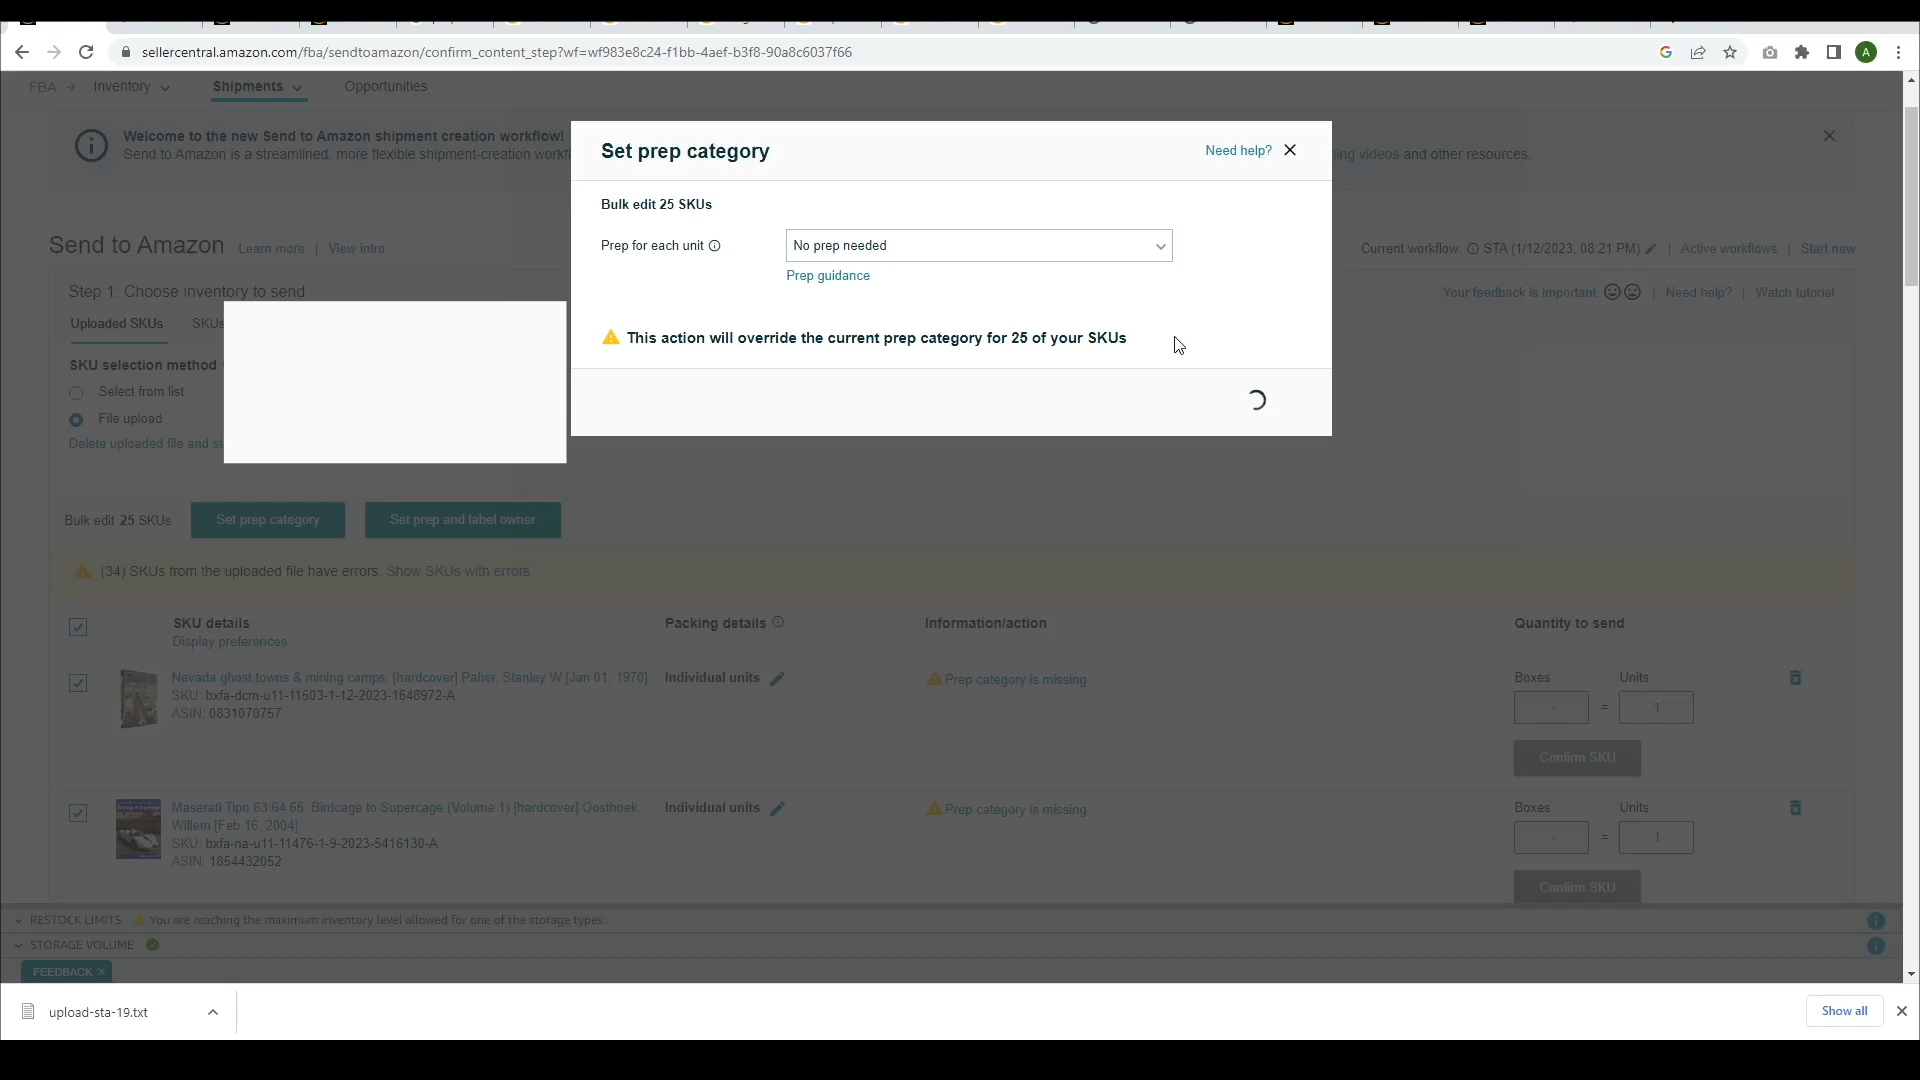 sellercentral.amazon.com/fba/sendtoamazon/confirm_content_step?wf=wf983e8c24-f1bb-4aef-b3f8-90a8c6037f66
A
FBA
Inventory
Shipments
Opportunities
Welcome to the new Send to Amazon shipment creation workflow!
Send to Amazon is a streamlined, more flexible shipment-creation workfl
ing videos and other resources.
Set prep category
Need help?
Bulk edit 25 SKUs
Prep for each unit
No prep needed
Prep guidance
This action will override the current prep category for 25 of your SKUs
Send to Amazon
Learn more | View intro
Current workflow: STA (1/12/2023, 08:21 PM) | Active workflows | Start new
Step 1: Choose inventory to send
Your feedback is important | Need help? | Watch tutorial
Uploaded SKUs
SKUs
SKU selection method
Select from list
File upload
Delete uploaded file and st
Bulk edit 25 SKUs
Set prep category
Set prep and label owner
(34) SKUs from the uploaded file have errors. Show SKUs with errors
SKU details
Packing details
Information/action
Quantity to send
Display preferences
Nevada ghost towns & mining camps, [hardcover] Paher, Stanley W [Jan 01, 1970]
Individual units
Prep category is missing
Boxes
Units
SKU: bxfa-dcm-u11-11503-1-12-2023-1648972-A
ASIN: 0831070757
- = 1
Confirm SKU
Maserati Tipo 63 64 65: Birdcage to Supercage (Volume 1) [hardcover] Oosthoek,
Willem [Feb 16, 2004]
Individual units
Prep category is missing
Boxes
Units
SKU: bxfa-na-u11-11476-1-9-2023-5416130-A
ASIN: 1854432052
- = 1
Confirm SKU
RESTOCK LIMITS
You are reaching the maximum inventory level allowed for one of the storage types.
STORAGE VOLUME
FEEDBACK
upload-sta-19.txt
Show all